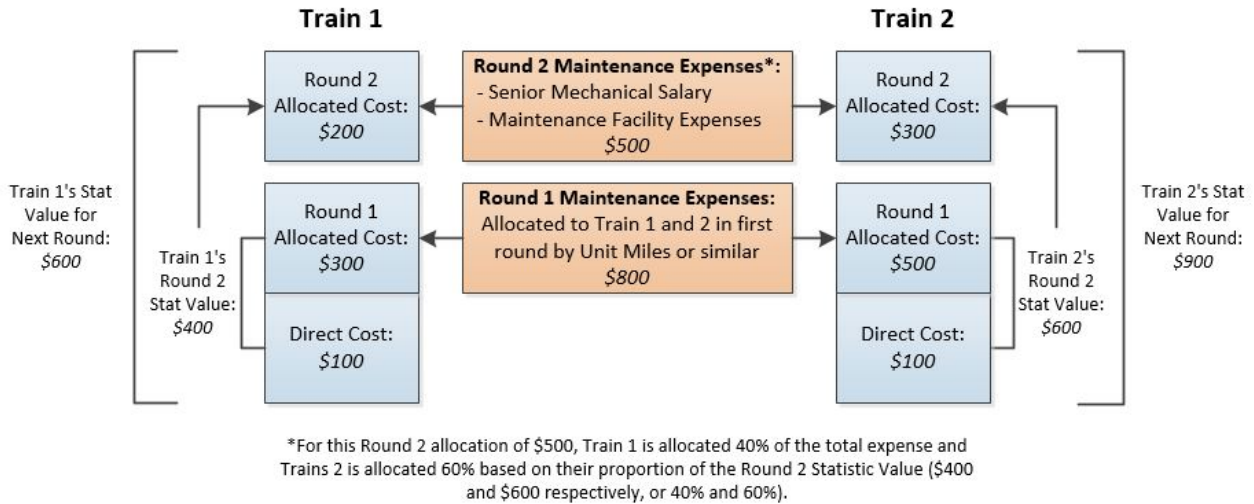 Train 1
Train 2
Train 1's Stat
Value for
Next Round:
$600
Train 1's
Round 2
Stat Value:
$400
Round 2
Allocated Cost:
$200
Round 1
Allocated Cost:
$300
Direct Cost:
$100
Round 2 Maintenance Expenses*:
- Senior Mechanical Salary
- Maintenance Facility Expenses
$500
Round 1 Maintenance Expenses:
Allocated to Train 1 and 2 in first
round by Unit Miles or similar
$800
Round 2
Allocated Cost:
$300
Round 1
Allocated Cost:
$500
Direct Cost:
$100
Train 2's
Round 2
Stat Value:
$600
Train 2's Stat
Value for
Next Round:
$900
*For this Round 2 allocation of $500, Train 1 is allocated 40% of the total expense and
Trains 2 is allocated 60% based on their proportion of the Round 2 Statistic Value ($400
and $600 respectively, or 40% and 60%).